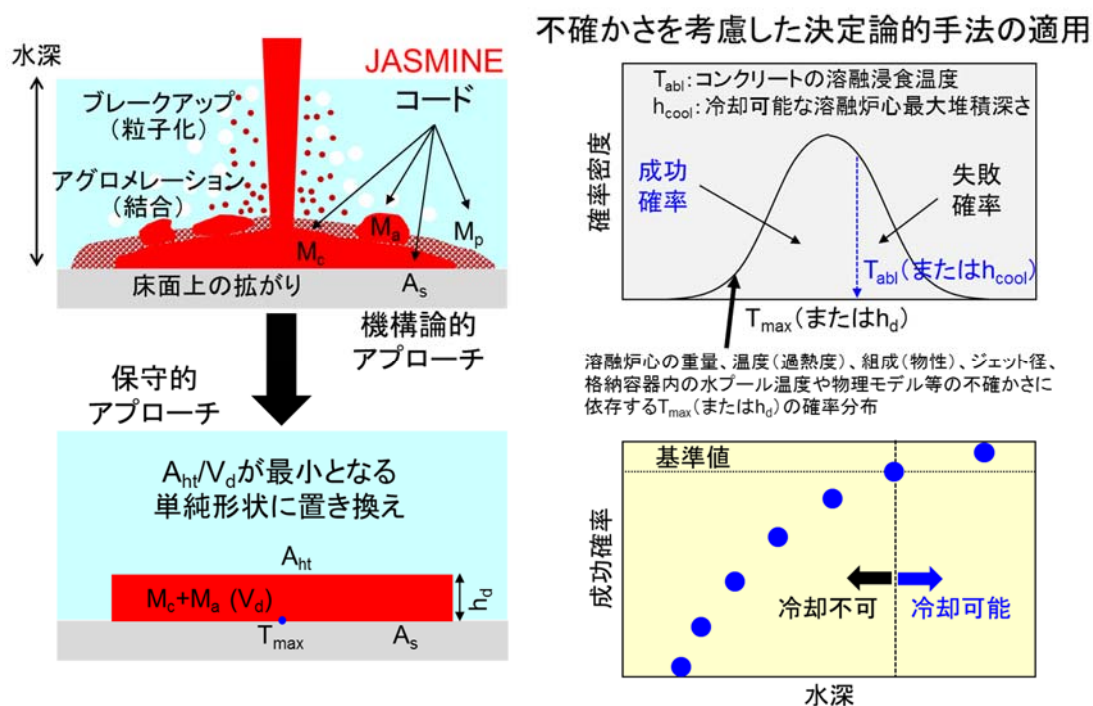 水深
JASMINE
コード
ブレークアップ
(粒子化)
アグロメレーション
(結合)
Ma
Mp
Mc
床面上の拡がり
As
機構論的
アプローチ
保守的
アプローチ
Aht/Vdが最小となる
単純形状に置き換え
Aht
Mc+Ma (Vd)
hd
Tmax
As
不確かさを考慮した決定論的手法の適用
Tabl:コンクリートの溶融浸食温度
hcool:冷却可能な溶融炉心最大堆積深さ
確率密度
成功
確率
失敗
確率
Tabl(またはhcool)
Tmax(またはhd)
溶融炉心の重量、温度(過熱度)、組成(物性)、ジェット径、
格納容器内の水プール温度や物理モデル等の不確かさに
依存するTmax(またはhd)の確率分布
基準値
成功確率
冷却不可
冷却可能
水深